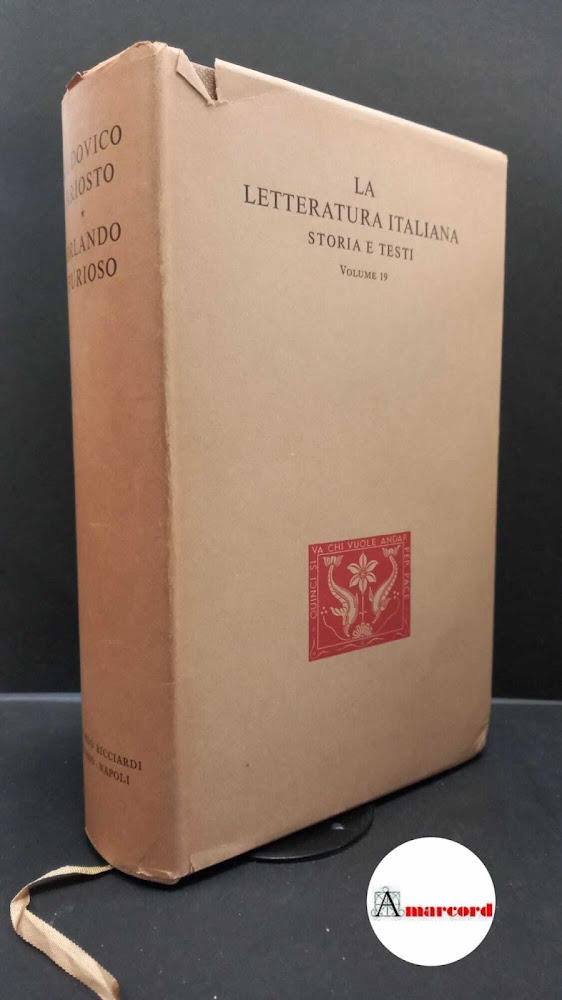 DOVICO
ARIOSTO
RLANDO
URIOSO
RICCIARDI
NAPOLI
LA
LETTERATURA ITALIANA
STORIA E TESTI
VOLUME 19
QUINCI SI
VA CHI VUOLE ANDAR
PER PACE
Amarcord